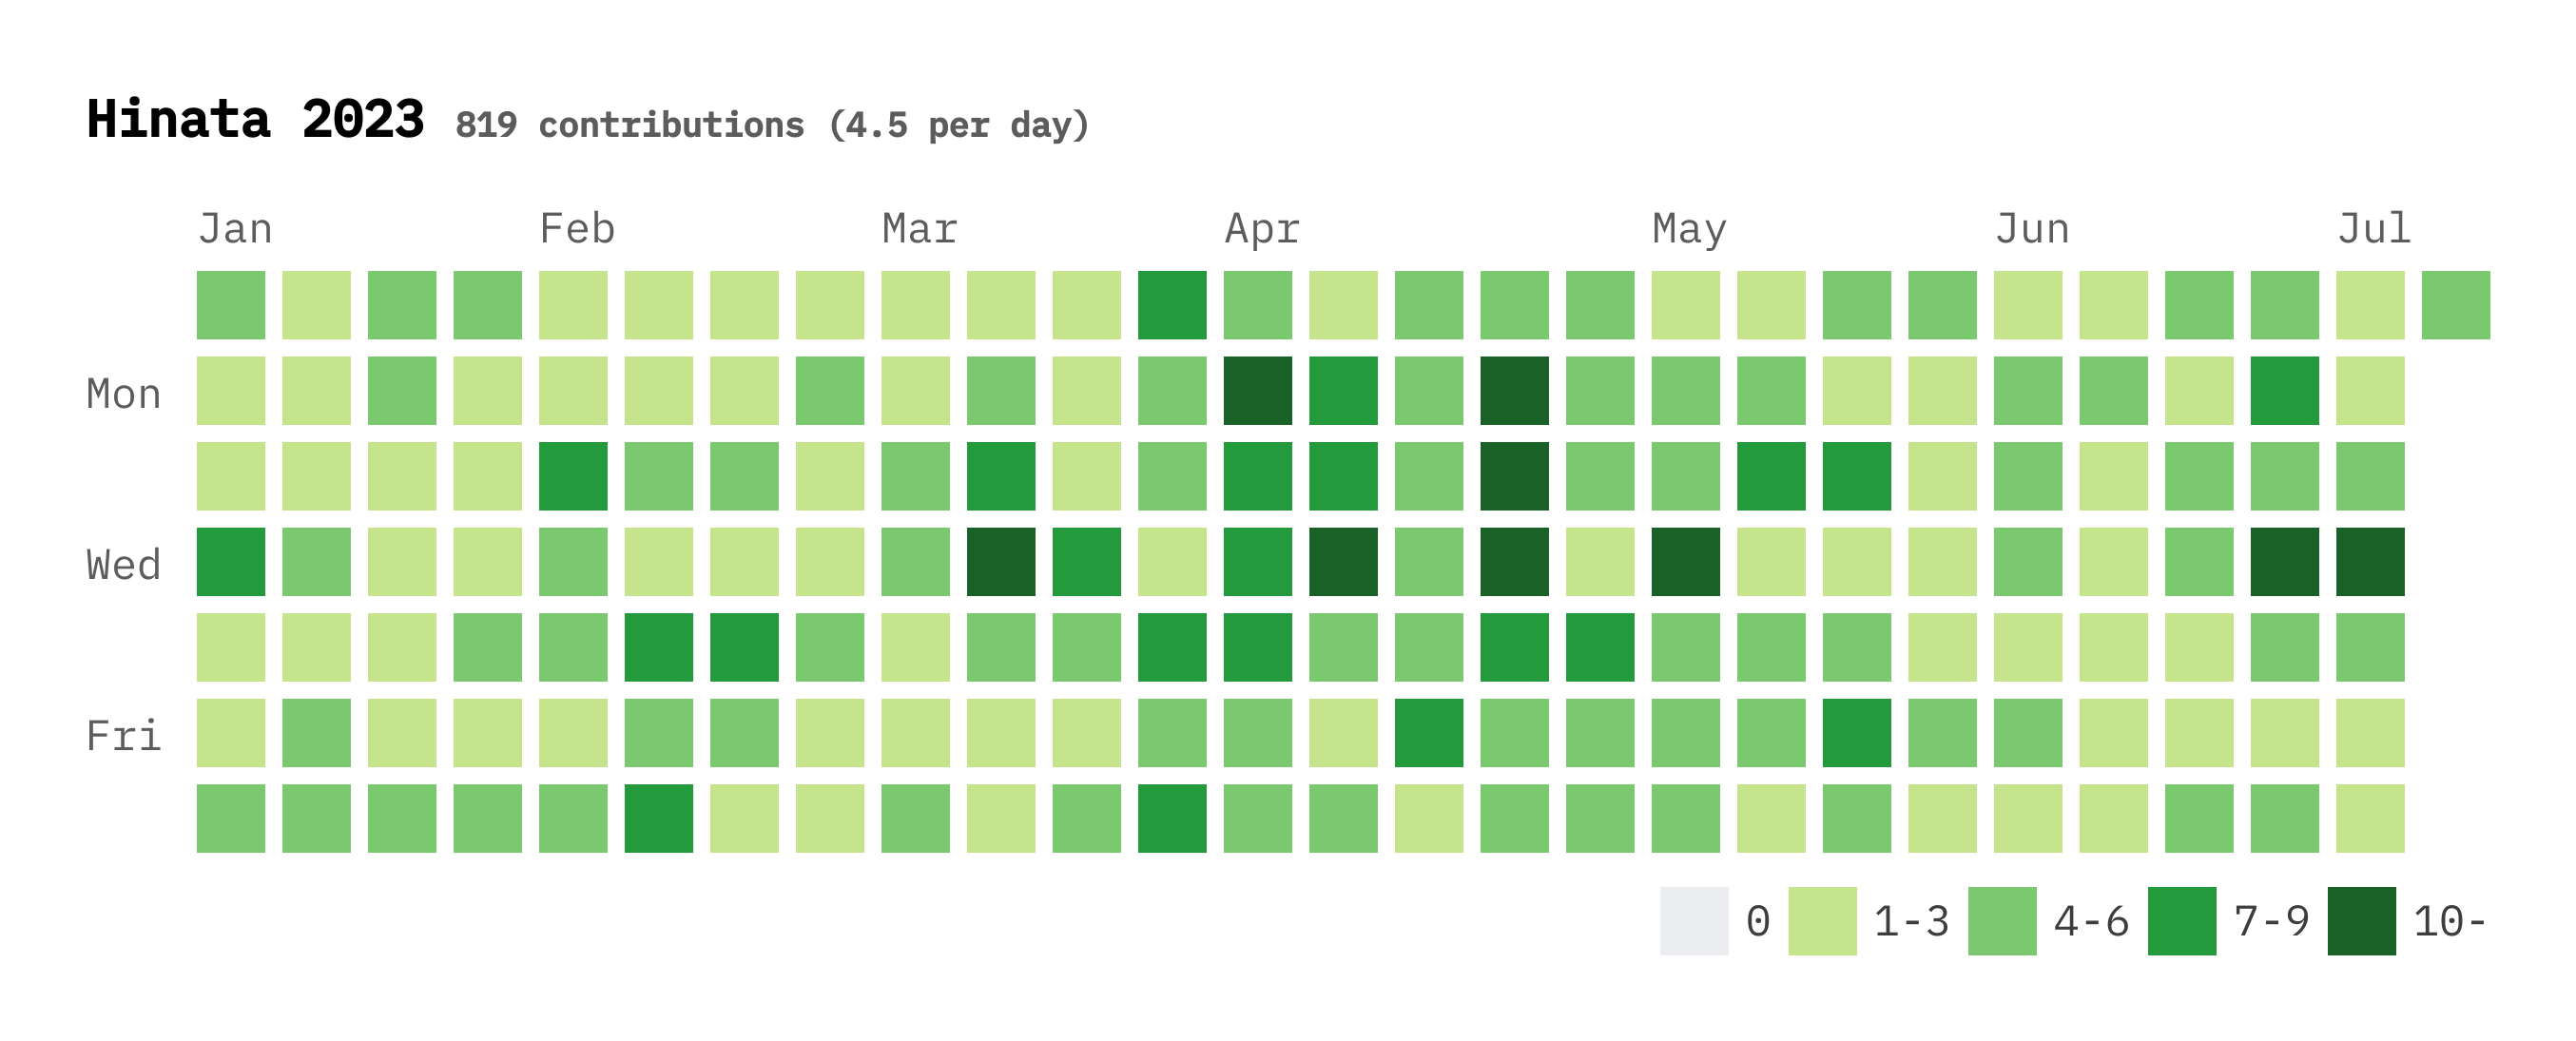 Hinata 2023 819 contributions (4.5 per day)
Jan Feb Mar Apr May Jun Jul
Mon
Wed
Fri
0 1-3 4-6 7-9 10-